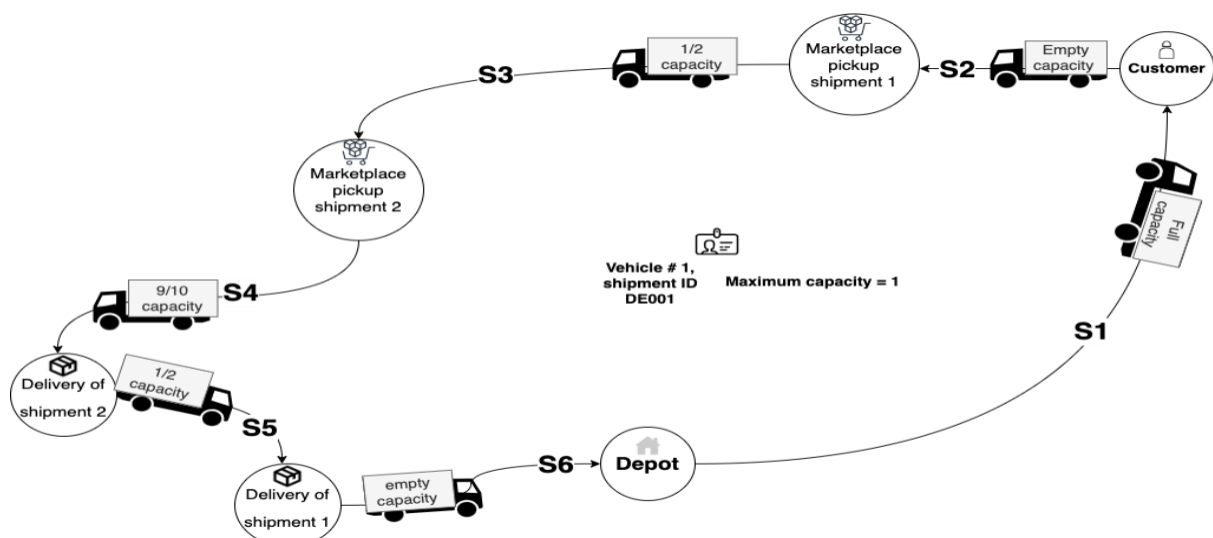 1/2
capacity
Marketplace
pickup
shipment 1
Empty
capacity
Customer
S2
S3
Marketplace
pickup
shipment 2
Full
capacity
Vehicle # 1,
shipment ID
DE001
Maximum capacity = 1
9/10
capacity
S4
S1
Delivery of
shipment 2
1/2
capacity
S5
Depot
S6
Delivery of
shipment 1
empty
capacity